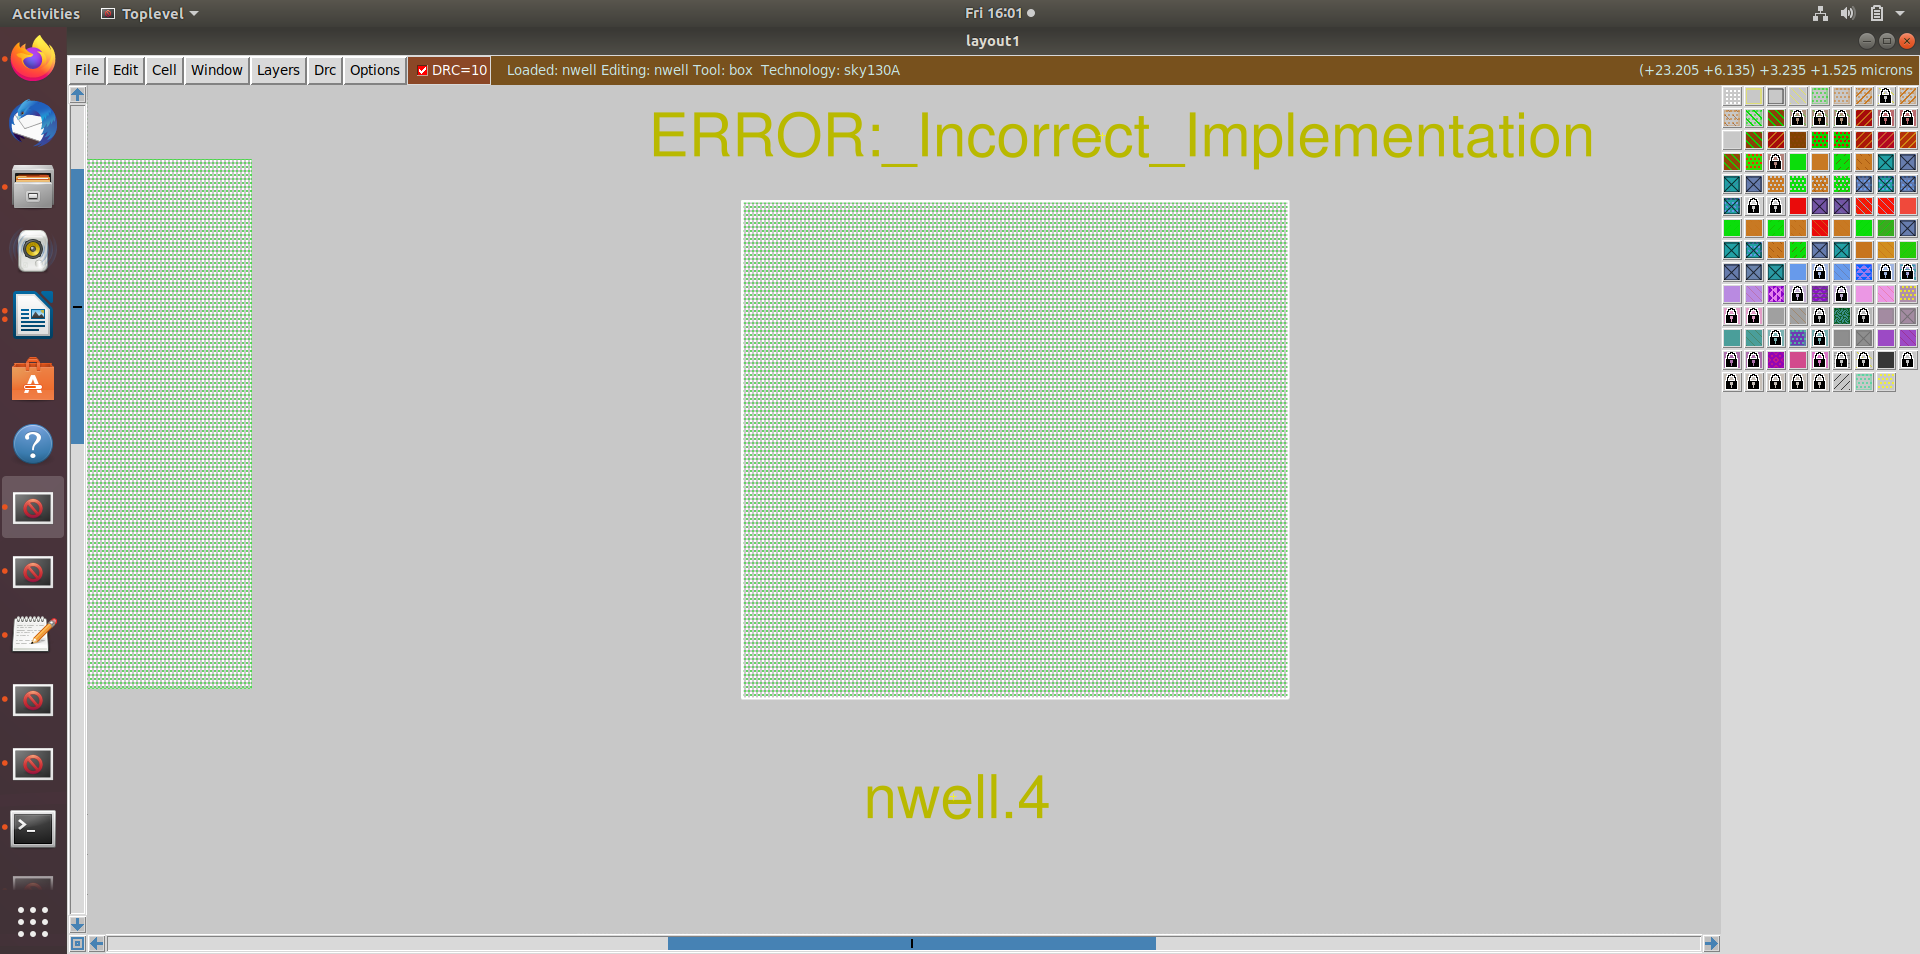 Activities Toplevel Fri 16:01
layout1
File Edit Cell Window Layers Drc Options DRC=10 Loaded: nwell Editing: nwell Tool: box Technology: sky130A (+23.205 +6.135) +3.235 +1.525 microns
ERROR:_Incorrect_Implementation
nwell.4